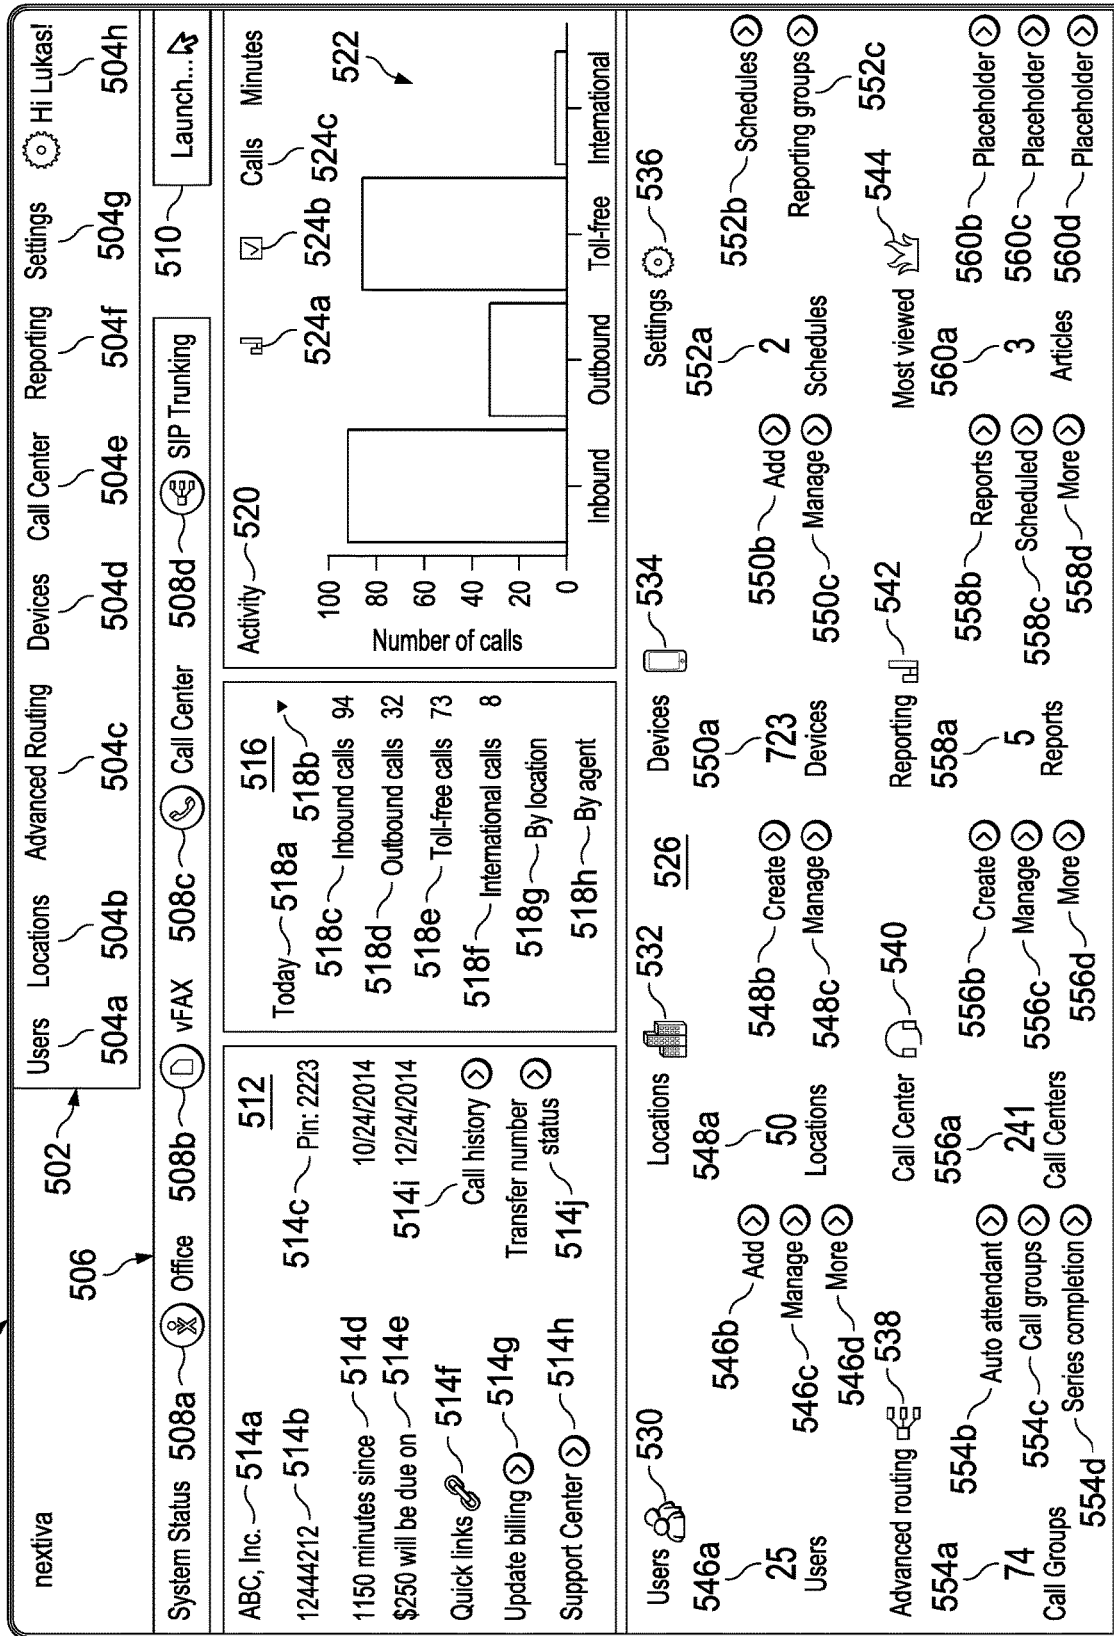 nextiva
502
Users Locations Advanced Routing Devices Call Center Reporting Settings Hi Lukas!
504a 504b 504c 504d 504e 504f 504g 504h
506
System Status 508a Office 508b vFAX 508c Call Center 508d SIP Trunking 510 Launch...
512
ABC, Inc. 514a
12444212 514b
514c Pin: 2223
1150 minutes since 514d 10/24/2014
$250 will be due on 514e 514i 12/24/2014
Quick links 514f
Call history
Update billing 514g
Transfer number
status
Support Center 514h
514j
516
Today 518a
518b
518c Inbound calls 94
518d Outbound calls 32
518e Toll-free calls 73
518f International calls 8
518g By location
518h By agent
Activity 520
524a 524b Calls Minutes
524c
522
Number of calls
100
80
60
40
20
0
Inbound Outbound Toll-free International
526
Users 530
546a
25
Users
546b Add
546c Manage
546d More
Locations 532
548a
50
Locations
548b Create
548c Manage
Devices 534
550a
723
Devices
550b Add
550c Manage
Settings 536
552a
2
Schedules
552b Schedules
Reporting groups
552c
Advanced routing 538
554a
74
Call Groups
554b Auto attendant
554c Call groups
554d Series completion
Call Center 540
556a
241
Call Centers
556b Create
556c Manage
556d More
Reporting 542
558a
5
Reports
558b Reports
558c Scheduled
558d More
Most viewed 544
560a
3
Articles
560b Placeholder
560c Placeholder
560d Placeholder